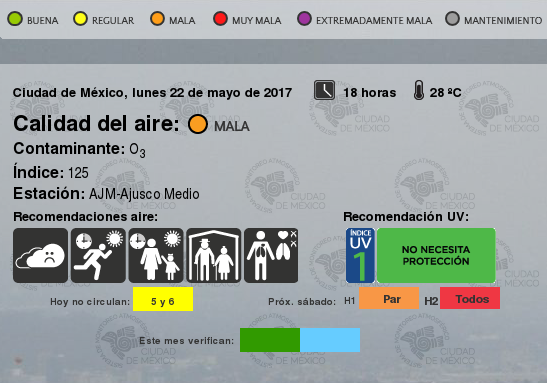 BUENA REGULAR MALA MUY MALA EXTREMADAMENTE MALA MANTENIMIENTO
Ciudad de México, lunes 22 de mayo de 2017 18 horas 28 ºC
Calidad del aire: MALA
Contaminante: O3
Índice: 125
Estación: AJM-Ajusco Medio
Recomendaciones aire: Recomendación UV:
ÍNDICE UV 1 NO NECESITA
PROTECCIÓN
Hoy no circulan: 5 y 6 Próx. sábado: H1 Par H2 Todos
Este mes verifican:
CIUDAD
DE MÉXICO